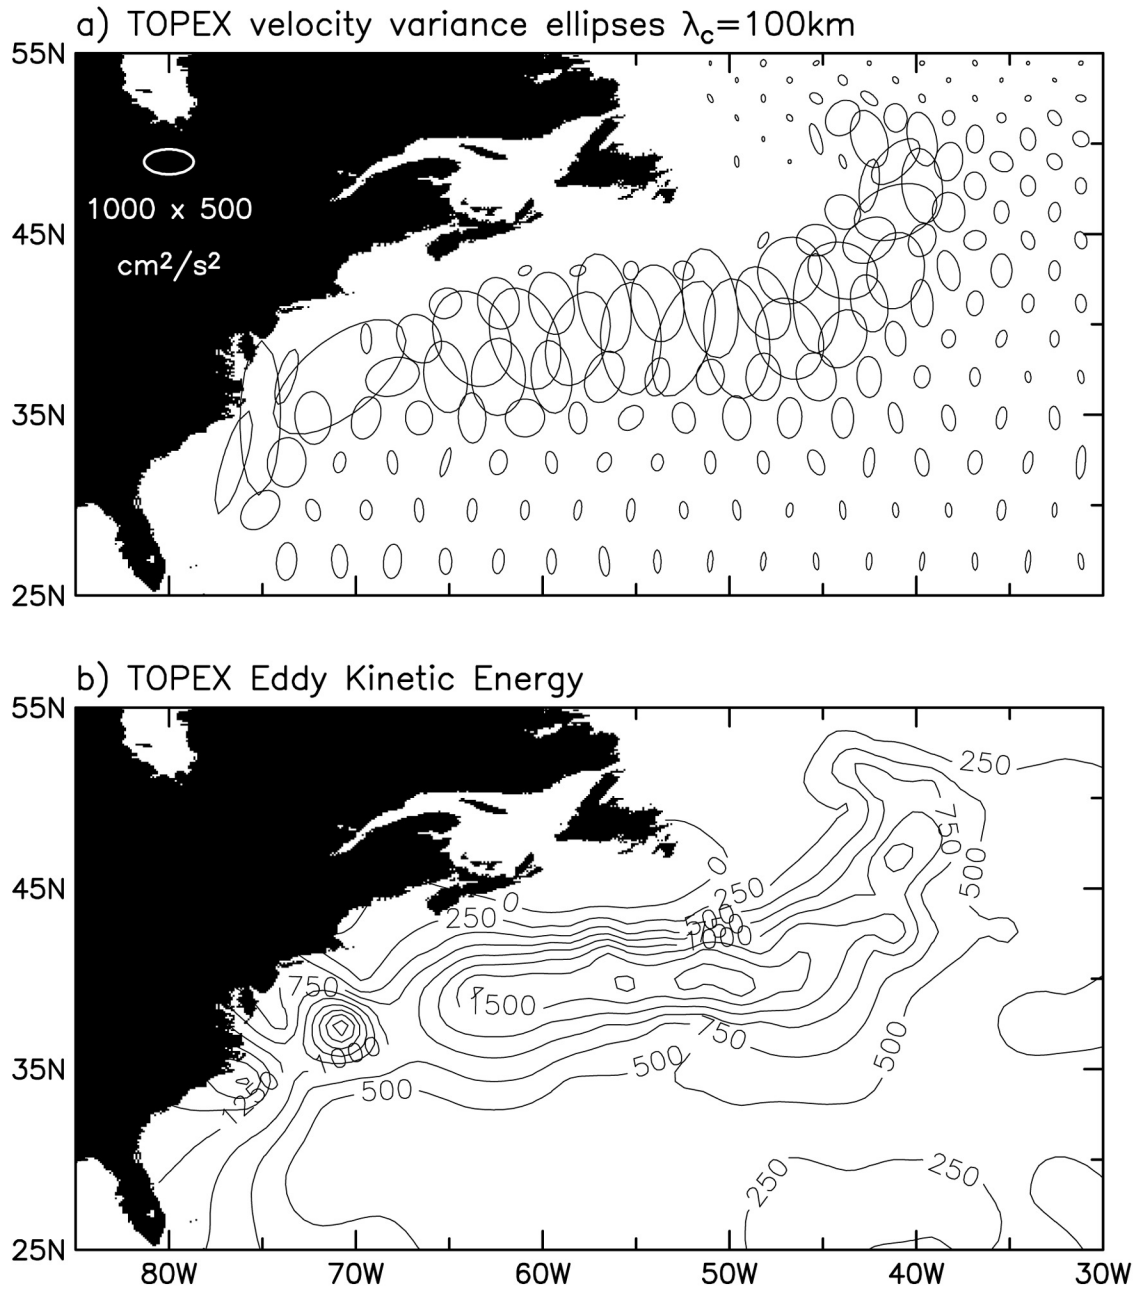 a) TOPEX velocity variance ellipses λc=100km
55N
1000 x 500
45N
cm²/s²
35N
25N
b) TOPEX Eddy Kinetic Energy
55N
250
750
500
0
45N
250
0
250
500
1000
750
1500
750
500
35N
1000
500
500
1250
250
250
25N
80W 70W 60W 50W 40W 30W